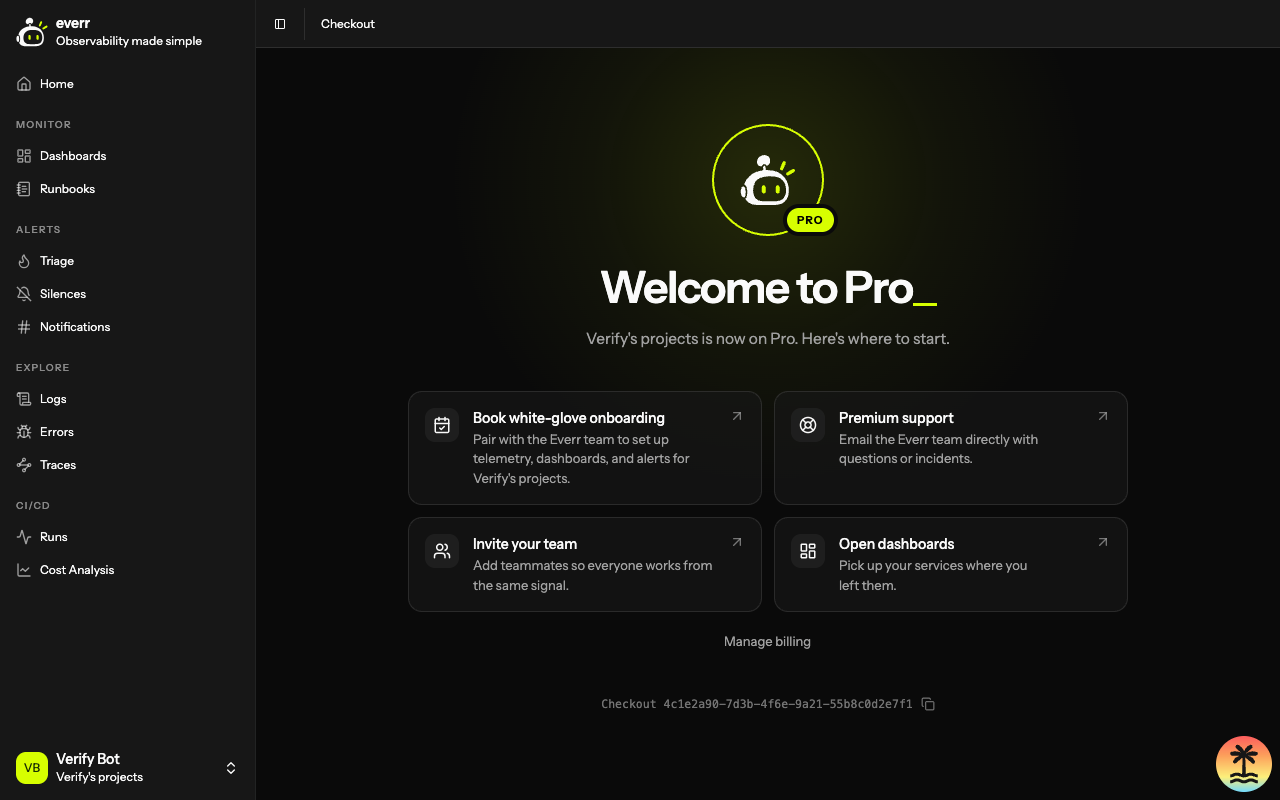 everr
Observability made simple
Home
MONITOR
Dashboards
Runbooks
ALERTS
Triage
Silences
Notifications
EXPLORE
Logs
Errors
Traces
CI/CD
Runs
Cost Analysis
VB
Verify Bot
Verify's projects
Checkout
PRO
Welcome to Pro_
Verify's projects is now on Pro. Here's where to start.
Book white-glove onboarding
Pair with the Everr team to set up
telemetry, dashboards, and alerts for
Verify's projects.
Premium support
Email the Everr team directly with
questions or incidents.
Invite your team
Add teammates so everyone works from
the same signal.
Open dashboards
Pick up your services where you
left them.
Manage billing
Checkout 4c1e2a90-7d3b-4f6e-9a21-55b8c0d2e7f1